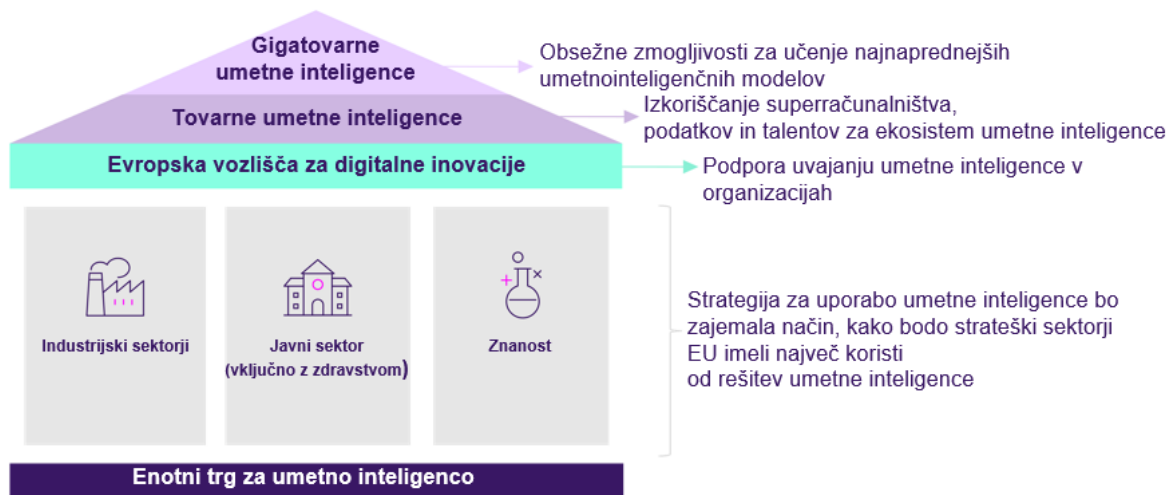 Gigatovarne
umetne inteligence
Obsežne zmogljivosti za učenje najnaprednejših
umetnointeligenčnih modelov
Tovarne umetne inteligence
Izkoriščanje superračunalništva,
podatkov in talentov za ekosistem umetne inteligence
Evropska vozlišča za digitalne inovacije
Podpora uvajanju umetne inteligence v
organizacijah
Industrijski sektorji
Javni sektor
(vključno z zdravstvom)
Znanost
Strategija za uporabo umetne inteligence bo
zajemala način, kako bodo strateški sektorji
EU imeli največ koristi
od rešitev umetne inteligence
Enotni trg za umetno inteligenco